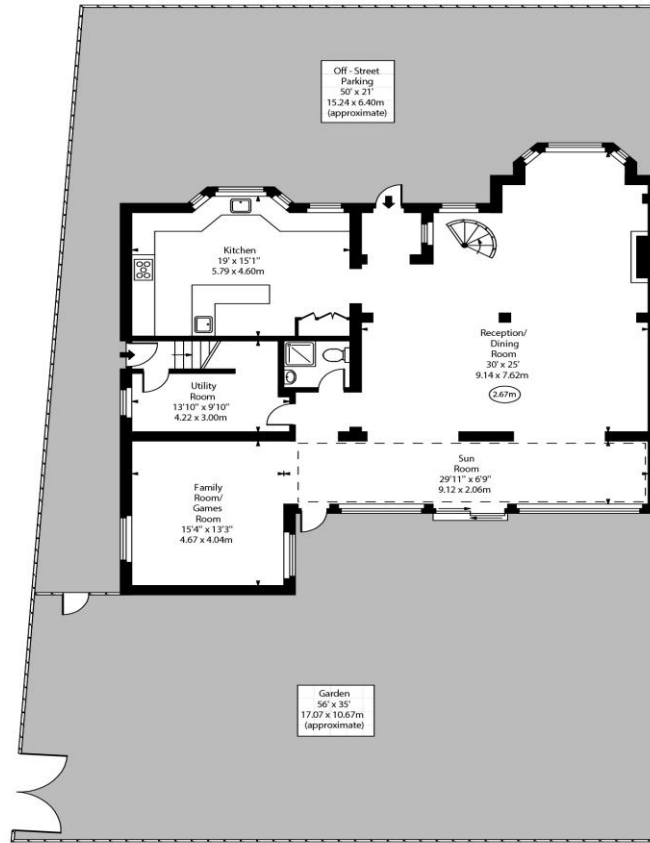 Off - Street
Parking
50' x 21'
15.24 x 6.40m
(approximate)
Kitchen
19' x 15'1"
5.79 x 4.60m
Reception/
Dining
Room
30' x 25'
9.14 x 7.62m
2.67m
Utility
Room
13'10" x 9'10"
4.22 x 3.00m
Sun
Room
29'11" x 6'9"
9.12 x 2.06m
Family
Room/
Games
Room
15'4" x 13'3"
4.67 x 4.04m
Garden
56' x 35'
17.07 x 10.67m
(approximate)